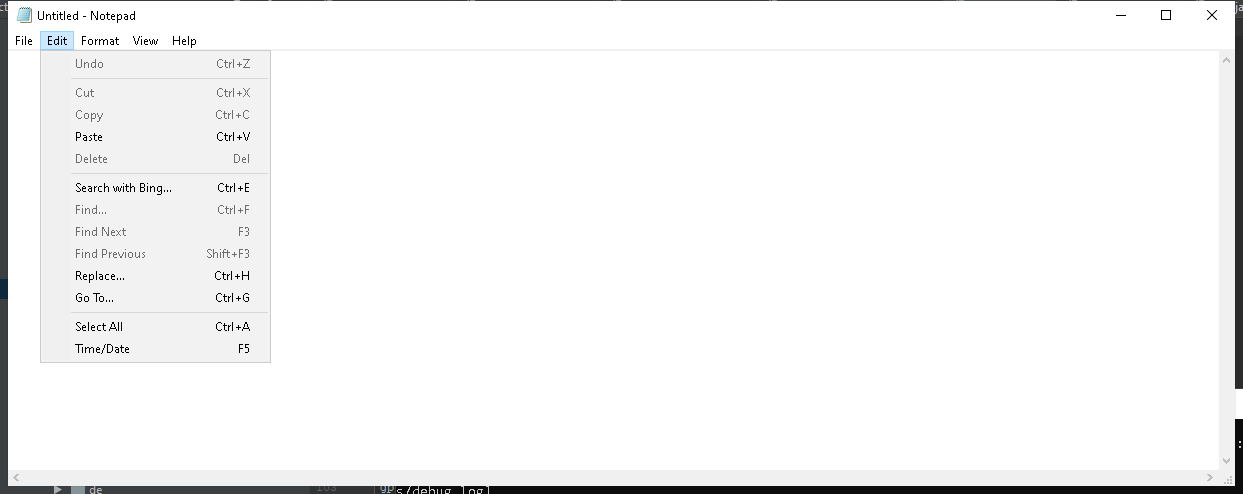 Untitled - Notepad
File Edit Format View Help
Undo Ctrl+Z
Cut Ctrl+X
Copy Ctrl+C
Paste Ctrl+V
Delete Del
Search with Bing... Ctrl+E
Find... Ctrl+F
Find Next F3
Find Previous Shift+F3
Replace... Ctrl+H
Go To... Ctrl+G
Select All Ctrl+A
Time/Date F5
de